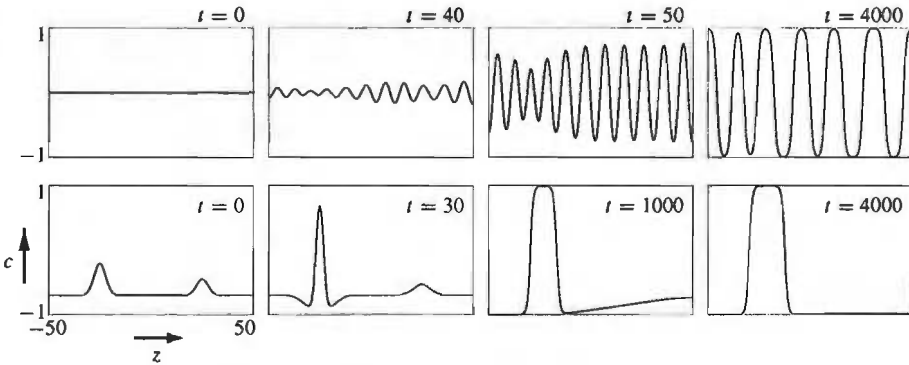 t = 0
t = 40
t = 50
t = 4000
1
−1
t = 0
t = 30
t = 1000
t = 4000
1
c
−1
−50
50
z